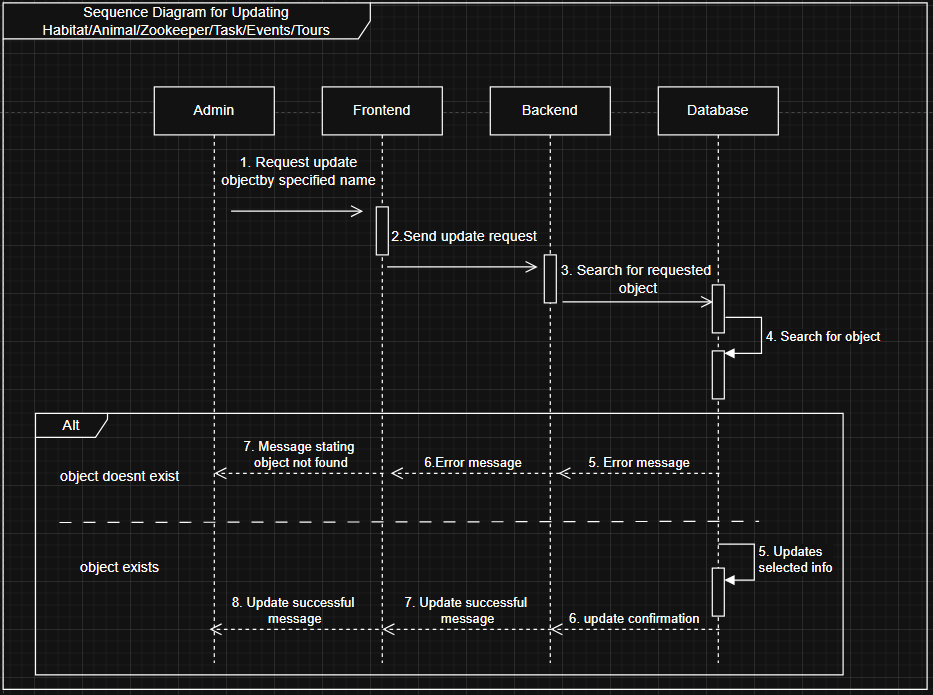 Sequence Diagram for Updating
Habitat/Animal/Zookeeper/Task/Events/Tours
Admin
Frontend
Backend
Database
1. Request update
objectby specified name
2.Send update request
3. Search for requested
object
4. Search for object
Alt
object doesnt exist
7. Message stating
object not found
6.Error message
5. Error message
object exists
5. Updates
selected info
8. Update successful
message
7. Update successful
message
6. update confirmation